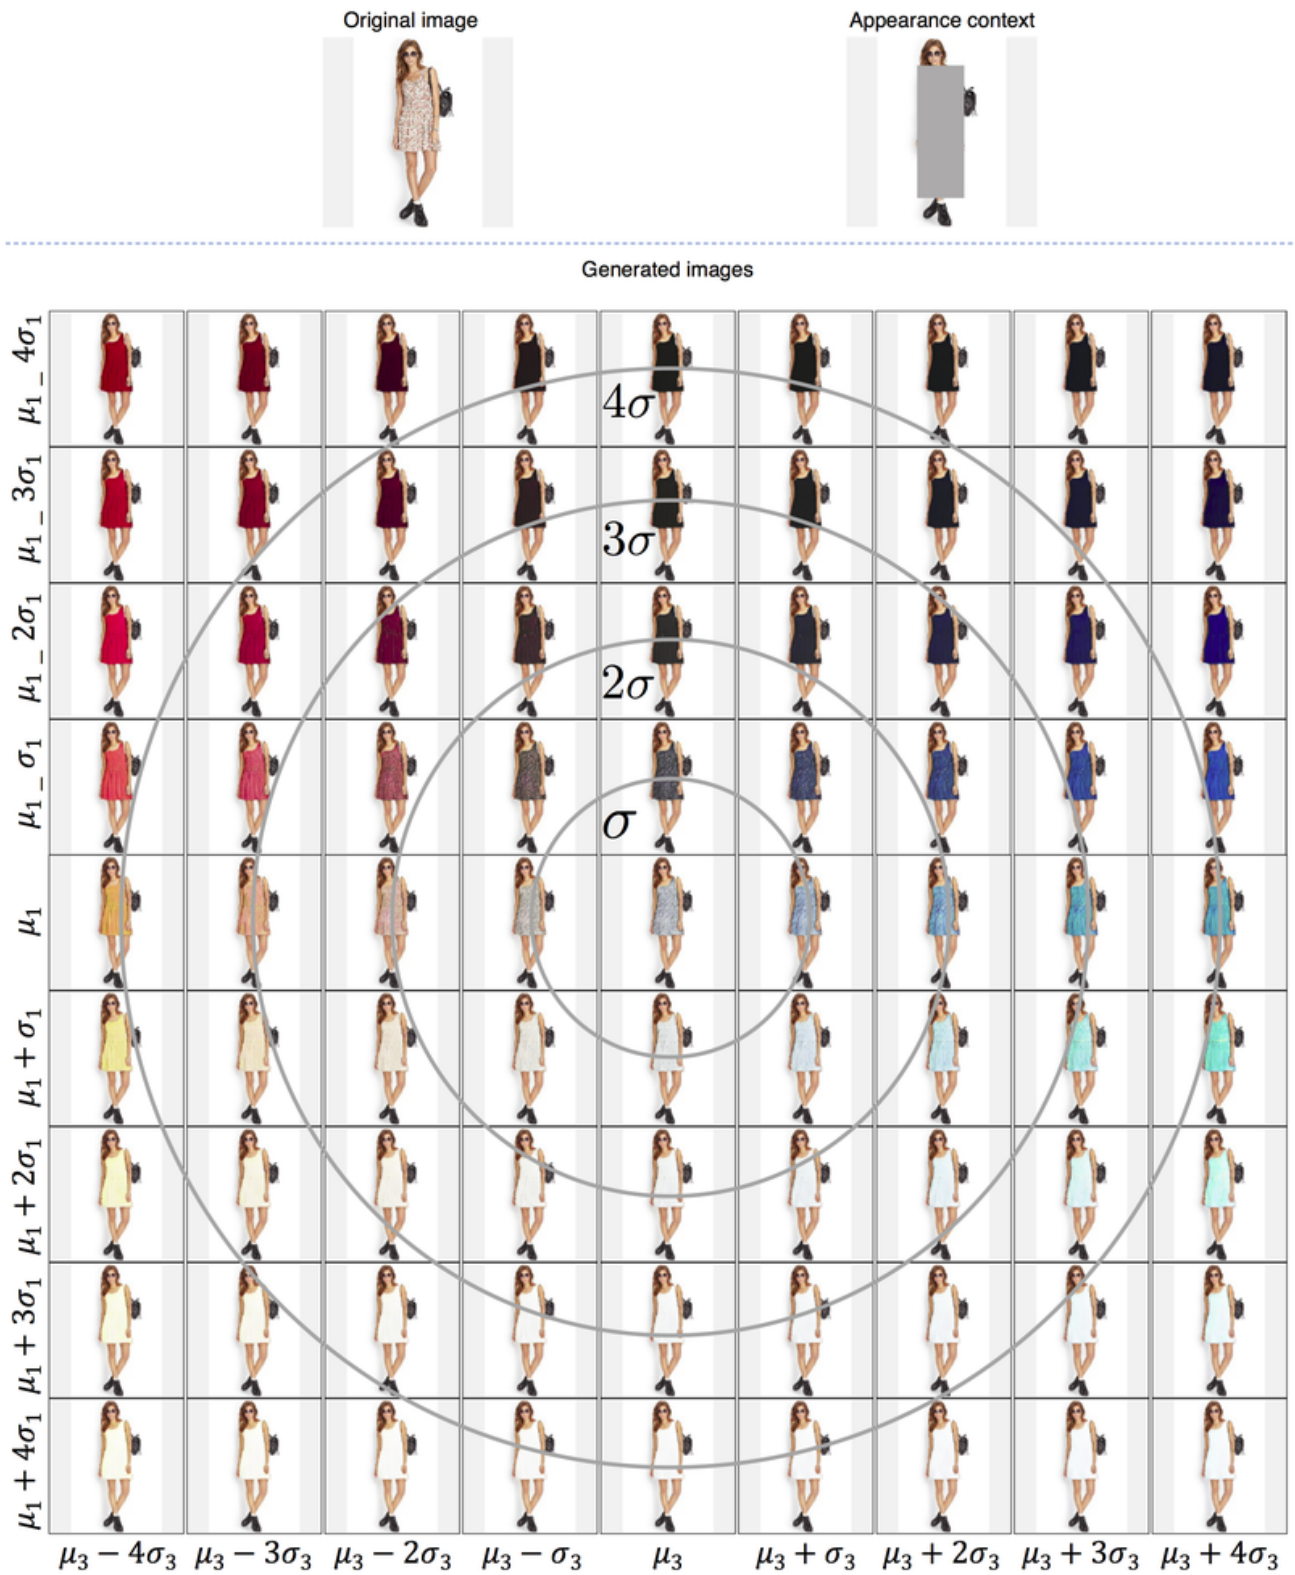 Original image
Appearance context
Generated images
μ₁ _ 4σ₁
4σ
μ₁ _ 3σ₁
3σ
μ₁ _ 2σ₁
2σ
μ₁ _ σ₁
σ
μ₁
μ₁ + σ₁
μ₁ + 2σ₁
μ₁ + 3σ₁
μ₁ + 4σ₁
μ₃ − 4σ₃ μ₃ − 3σ₃ μ₃ − 2σ₃ μ₃ − σ₃ μ₃ μ₃ + σ₃ μ₃ + 2σ₃ μ₃ + 3σ₃ μ₃ + 4σ₃